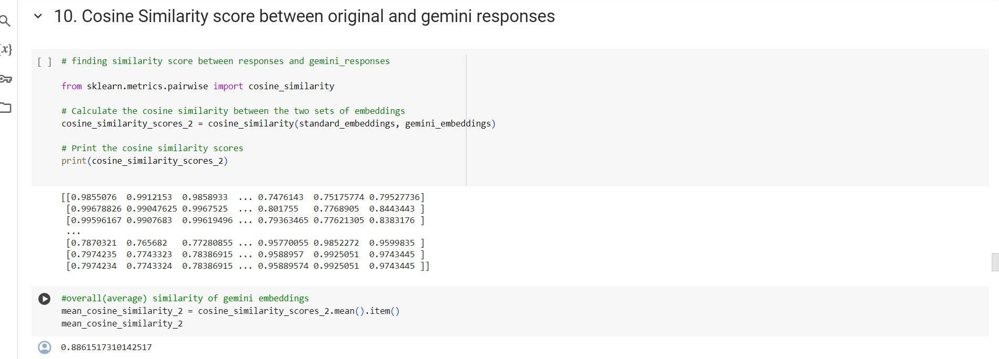 10. Cosine Similarity score between original and gemini responses
{x}
[ ] # finding similarity score between responses and gemini_responses
from sklearn.metrics.pairwise import cosine_similarity
# Calculate the cosine similarity between the two sets of embeddings
cosine_similarity_scores_2 = cosine_similarity(standard_embeddings, gemini_embeddings)
# Print the cosine similarity scores
print(cosine_similarity_scores_2)
[[0.9855076 0.9912153 0.9858933 ... 0.7476143 0.75175774 0.79527736]
[0.99678826 0.99047625 0.9967525 ... 0.801755 0.7768905 0.8443443 ]
[0.99596167 0.9907683 0.99619496 ... 0.79363465 0.77621305 0.8383176 ]
...
[0.7870321 0.765682 0.77280855 ... 0.95770055 0.9852272 0.9599835 ]
[0.7974235 0.7743323 0.78386915 ... 0.9588957 0.9925051 0.9743445 ]
[0.7974234 0.7743324 0.78386915 ... 0.95889574 0.9925051 0.9743445 ]]
#overall(average) similarity of gemini embeddings
mean_cosine_similarity_2 = cosine_similarity_scores_2.mean().item()
mean_cosine_similarity_2
0.8861517310142517